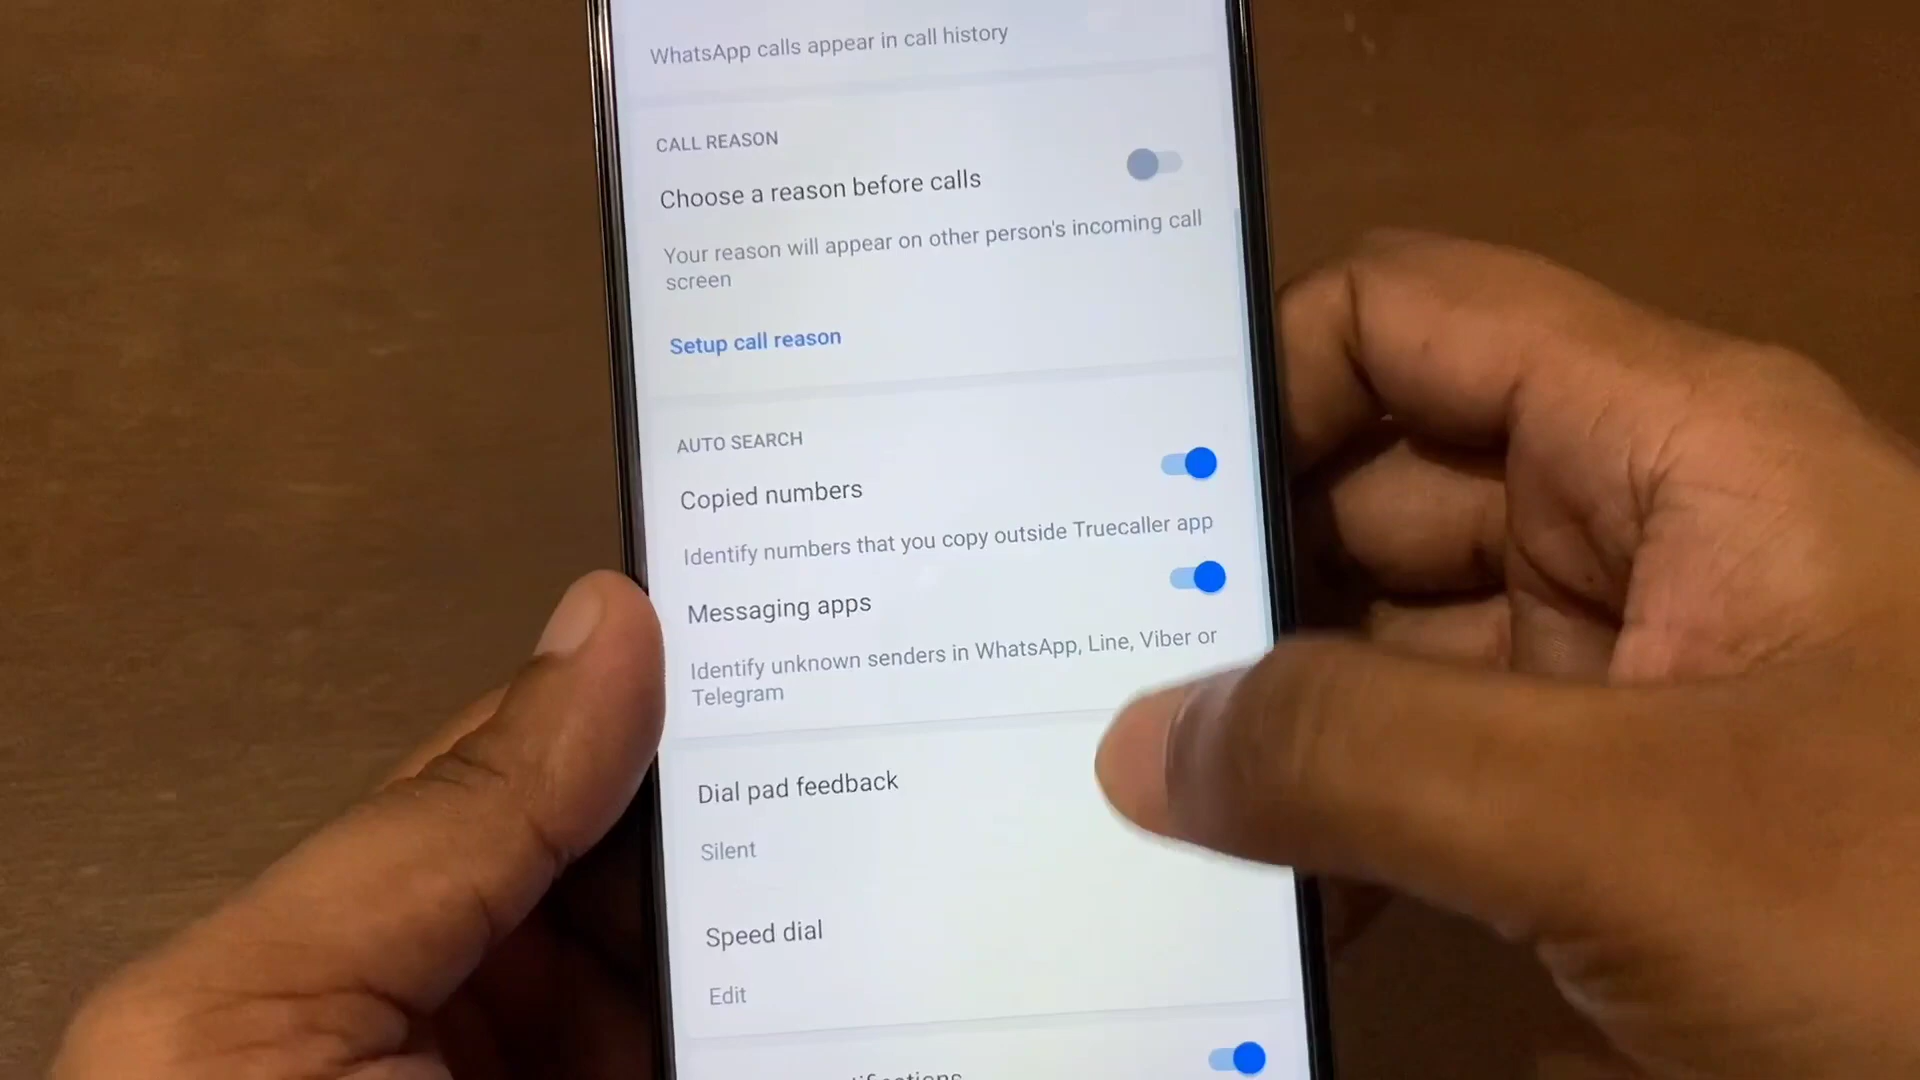 WhatsApp calls appear in call history
CALL REASON
Choose a reason before calls
Your reason will appear on other person's incoming call
screen
Setup call reason
AUTO SEARCH
Copied numbers
Identify numbers that you copy outside Truecaller app
Messaging apps
Identify unknown senders in WhatsApp, Line, Viber or
Telegram
Dial pad feedback
Silent
Speed dial
Edit